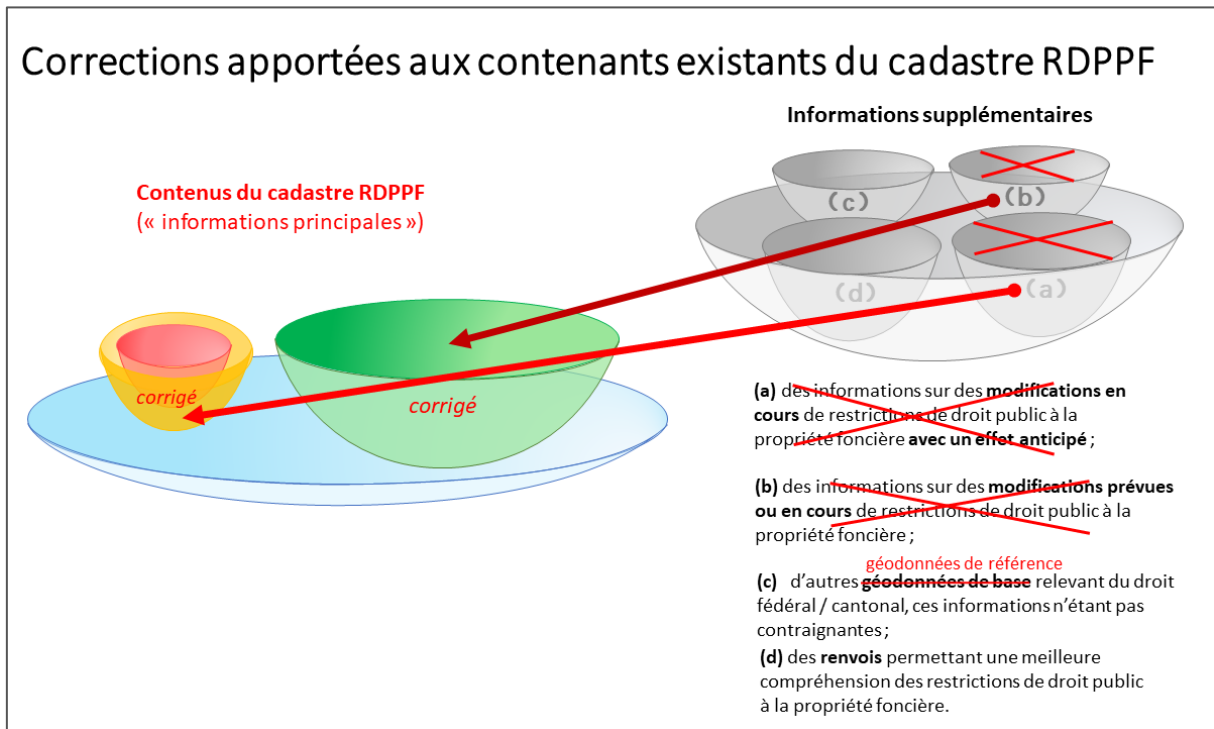 Corrections apportées aux contenants existants du cadastre RDPPF
Informations supplémentaires
Contenus du cadastre RDPPF
(« informations principales »)
(c)
(b)
(d)
(a)
corrigé
corrigé
(a) des informations sur des modifications en
cours de restrictions de droit public à la
propriété foncière avec un effet anticipé ;
(b) des informations sur des modifications prévues
ou en cours de restrictions de droit public à la
propriété foncière ;
géodonnées de référence
(c) d’autres géodonnées de base relevant du droit
fédéral / cantonal, ces informations n’étant pas
contraignantes ;
(d) des renvois permettant une meilleure
compréhension des restrictions de droit public
à la propriété foncière.